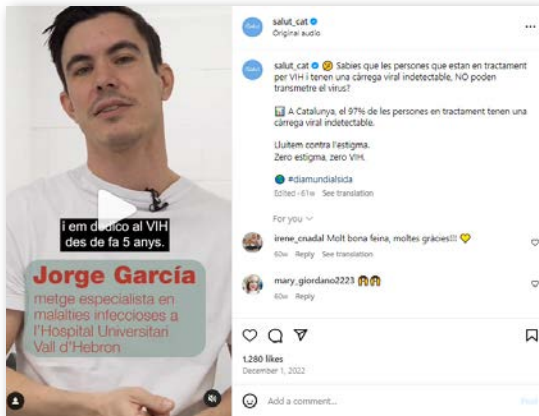 i em dedico al VIH
des de fa 5 anys.
Jorge García
metge especialista en
malalties infeccioses a
l'Hospital Universitari
Vall d'Hebron
salut_cat
Original audio
salut_cat Sabies que les persones que estan en tractament
per VIH i tenen una càrrega viral indetectable, NO poden
transmetre el virus?
A Catalunya, el 97% de les persones en tractament tenen una
càrrega viral indetectable.
Lluitem contra l'estigma.
Zero estigma, zero VIH.
#diamundialsida
Edited · 61w See translation
For you
irene_cnadal Molt bona feina, moltes gràcies!!!
60w Reply See translation
mary_giordano2223
60w Reply
1.280 likes
December 1, 2022
Add a comment...
Post